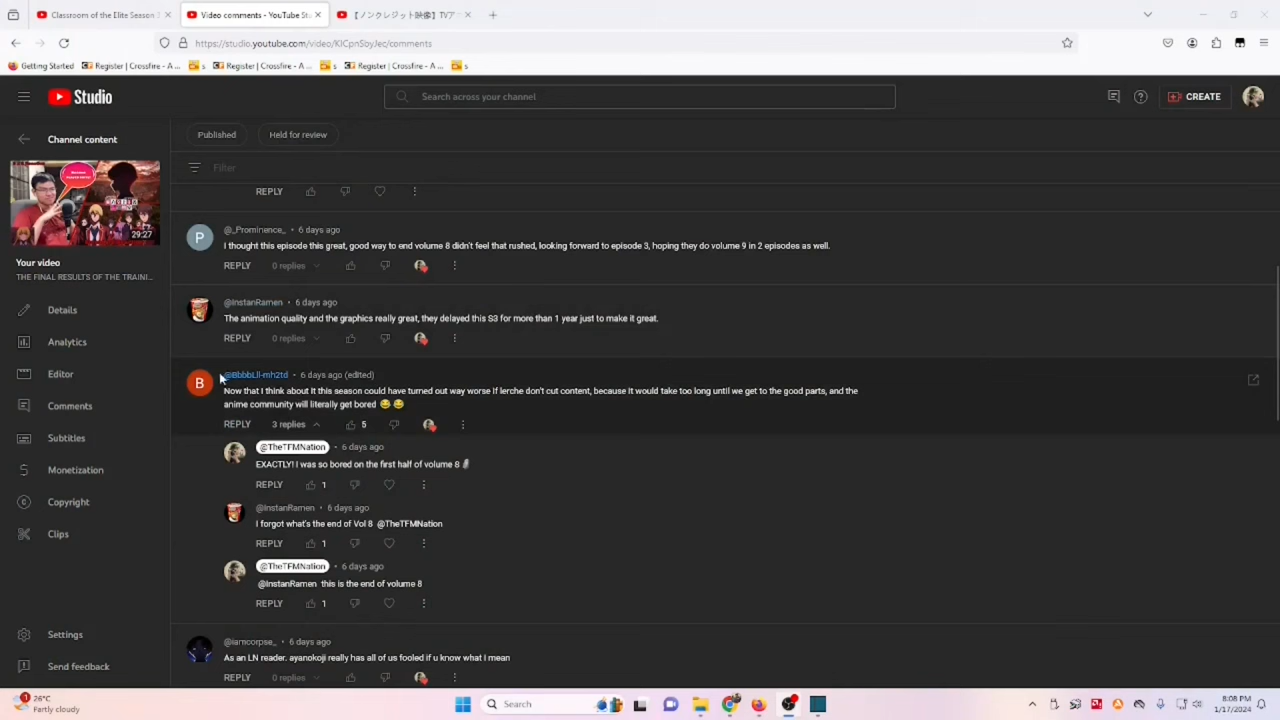 Classroom of the Elite Season
Video comments - YouTube St
【ノンクレジット映像】TVア
https://studio.youtube.com/video/KlCpnSbyJec/comments
Getting Started
Register | Crossfire - A ...
s
Register | Crossfire - A ...
s
Register | Crossfire - A ...
s
Studio
Search across your channel
CREATE
Channel content
29:27
Your video
THE FINAL RESULTS OF THE TRAINI...
Details
Analytics
Editor
Comments
Subtitles
Monetization
Copyright
Clips
Settings
Send feedback
Published
Held for review
Filter
REPLY
P
@_Prominence_ • 6 days ago
I thought this episode this great, good way to end volume 8 didn't feel that rushed, looking forward to episode 3, hoping they do volume 9 in 2 episodes as well.
REPLY 0 replies
@InstanRamen • 6 days ago
The animation quality and the graphics really great, they delayed this S3 for more than 1 year just to make it great.
REPLY 0 replies
B
@BbbbLll-mh2td • 6 days ago (edited)
Now that I think about it this season could have turned out way worse if lerche don't cut content, because it would take too long until we get to the good parts, and the
anime community will literally get bored 😂 😂
REPLY 3 replies 5
@TheTFMNation • 6 days ago
EXACTLY! I was so bored on the first half of volume 8 🗿
REPLY 1
@InstanRamen • 6 days ago
I forgot what's the end of Vol 8 @TheTFMNation
REPLY 1
@TheTFMNation • 6 days ago
@InstanRamen this is the end of volume 8
REPLY 1
@iamcorpse_ • 6 days ago
As an LN reader. ayanokoji really has all of us fooled if u know what I mean
REPLY 0 replies
1
26°C
Partly cloudy
Search
8:08 PM
1/17/2024